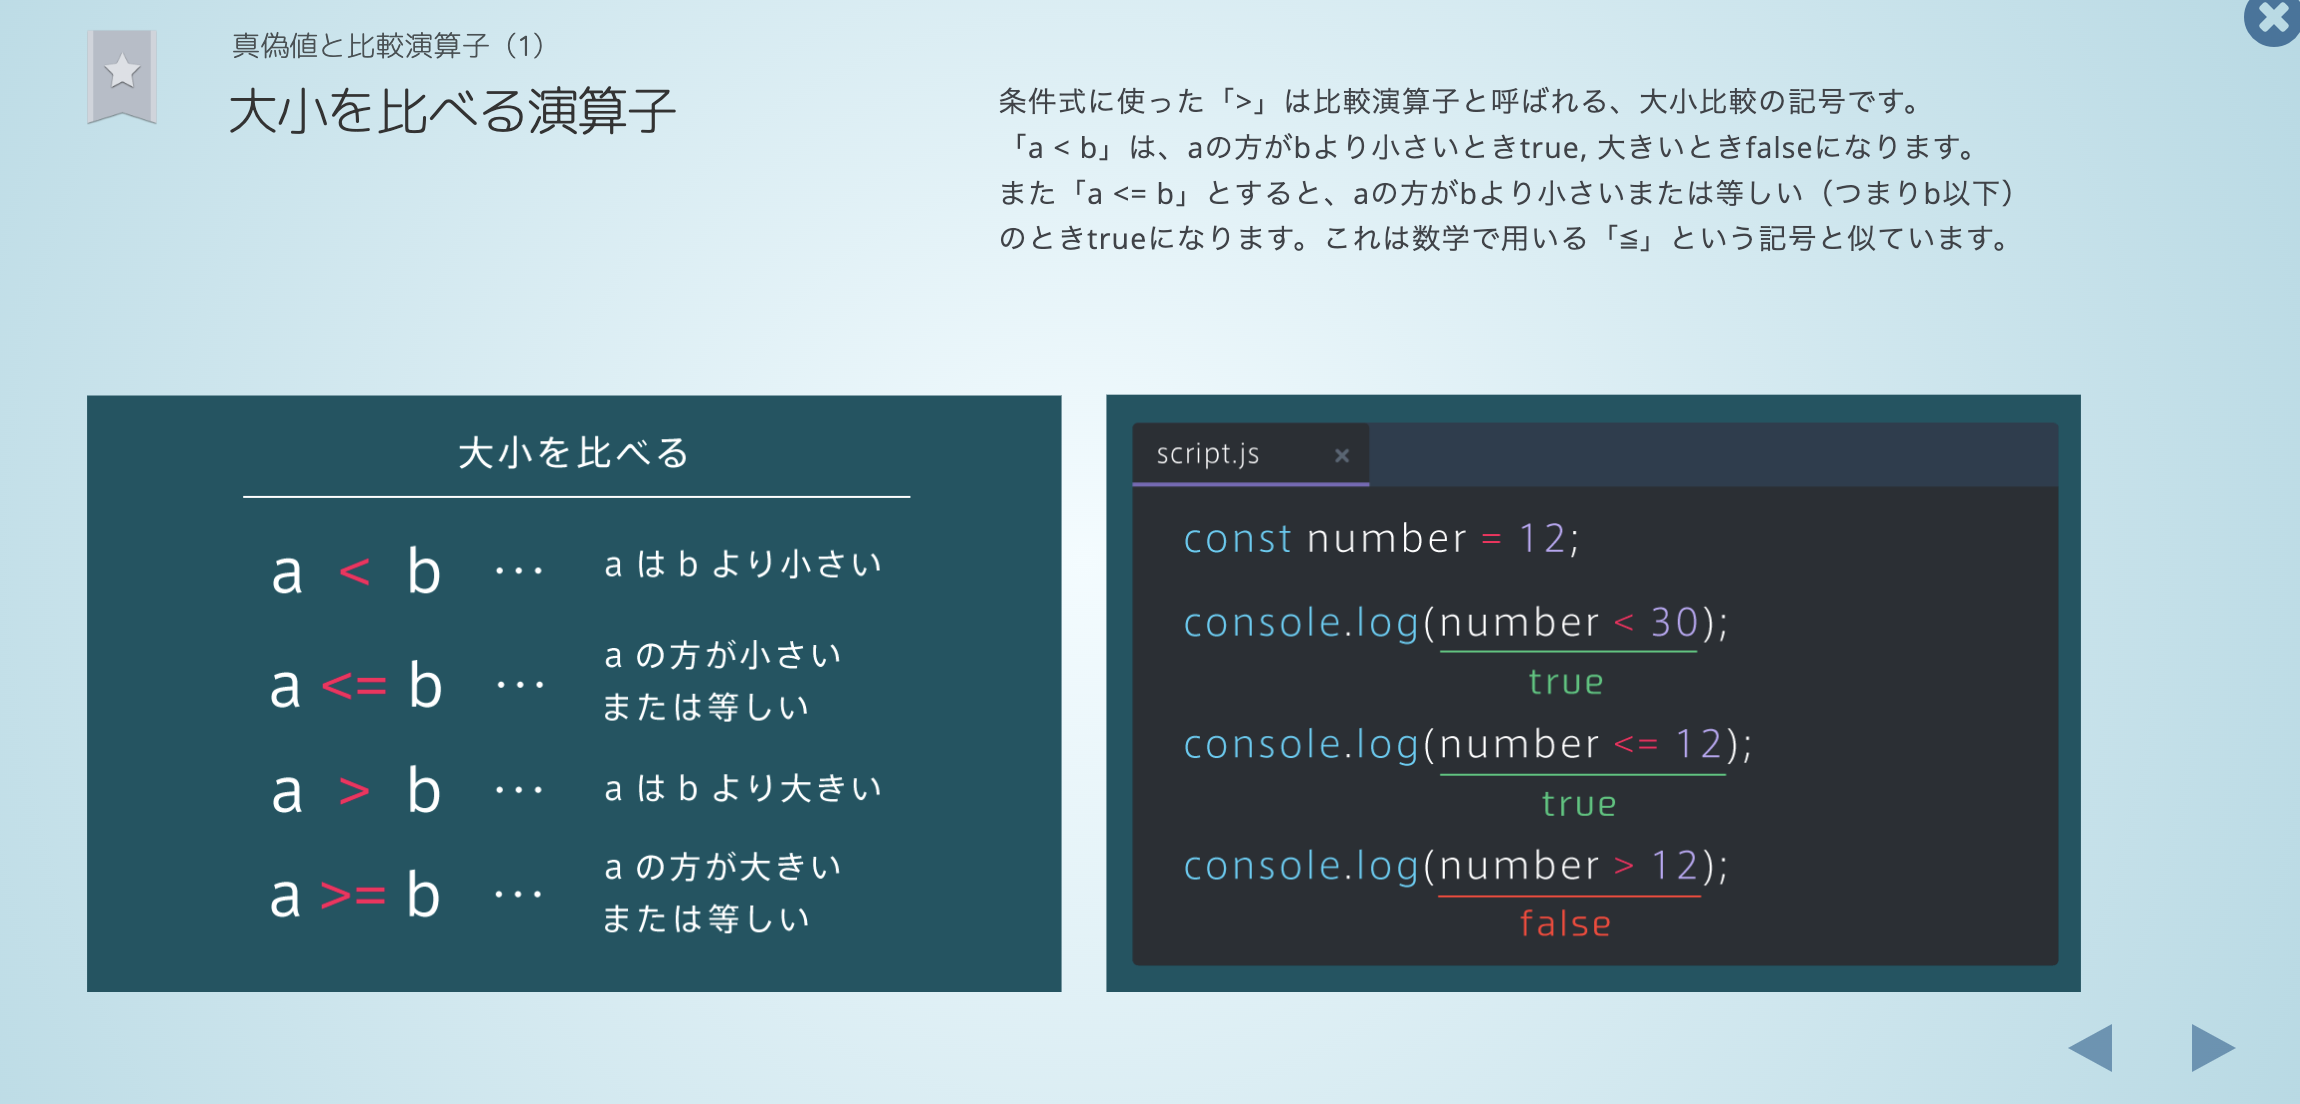 真偽値と比較演算子（1）
大小を比べる演算子
条件式に使った「>」は比較演算子と呼ばれる、大小比較の記号です。
「a < b」は、aの方がbより小さいときtrue, 大きいときfalseになります。
また「a <= b」とすると、aの方がbより小さいまたは等しい（つまりb以下）
のときtrueになります。これは数学で用いる「≦」という記号と似ています。
大小を比べる
a < b … a は b より小さい
a <= b … a の方が小さい
または等しい
a > b … a は b より大きい
a >= b … a の方が大きい
または等しい
script.js ×
const number = 12;
console.log(number < 30);
true
console.log(number <= 12);
true
console.log(number > 12);
false